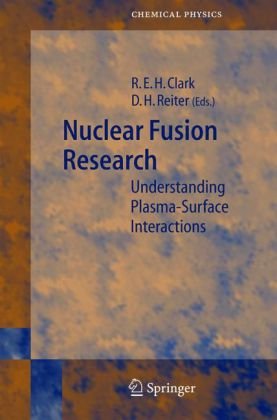 CHEMICAL PHYSICS
R.E.H. Clark
D.H. Reiter (Eds.)
Nuclear Fusion
Research
Understanding
Plasma-Surface
Interactions
Springer